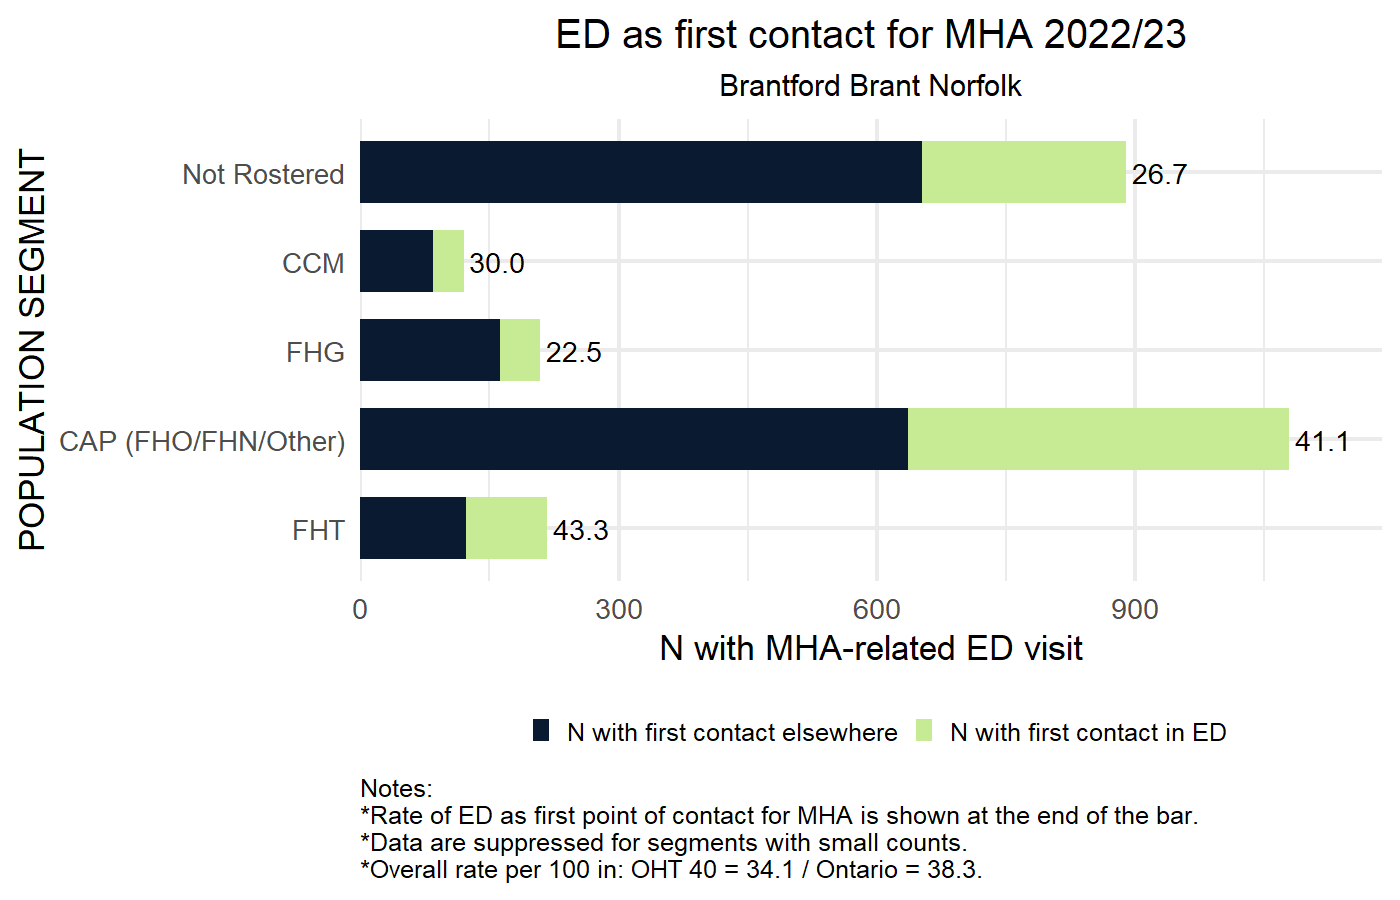 ED as first contact for MHA 2022/23
Brantford Brant Norfolk
POPULATION SEGMENT
Not Rostered
26.7
CCM
30.0
FHG
22.5
CAP (FHO/FHN/Other)
41.1
FHT
43.3
0
300
600
900
N with MHA-related ED visit
N with first contact elsewhere
N with first contact in ED
Notes:
*Rate of ED as first point of contact for MHA is shown at the end of the bar.
*Data are suppressed for segments with small counts.
*Overall rate per 100 in: OHT 40 = 34.1 / Ontario = 38.3.